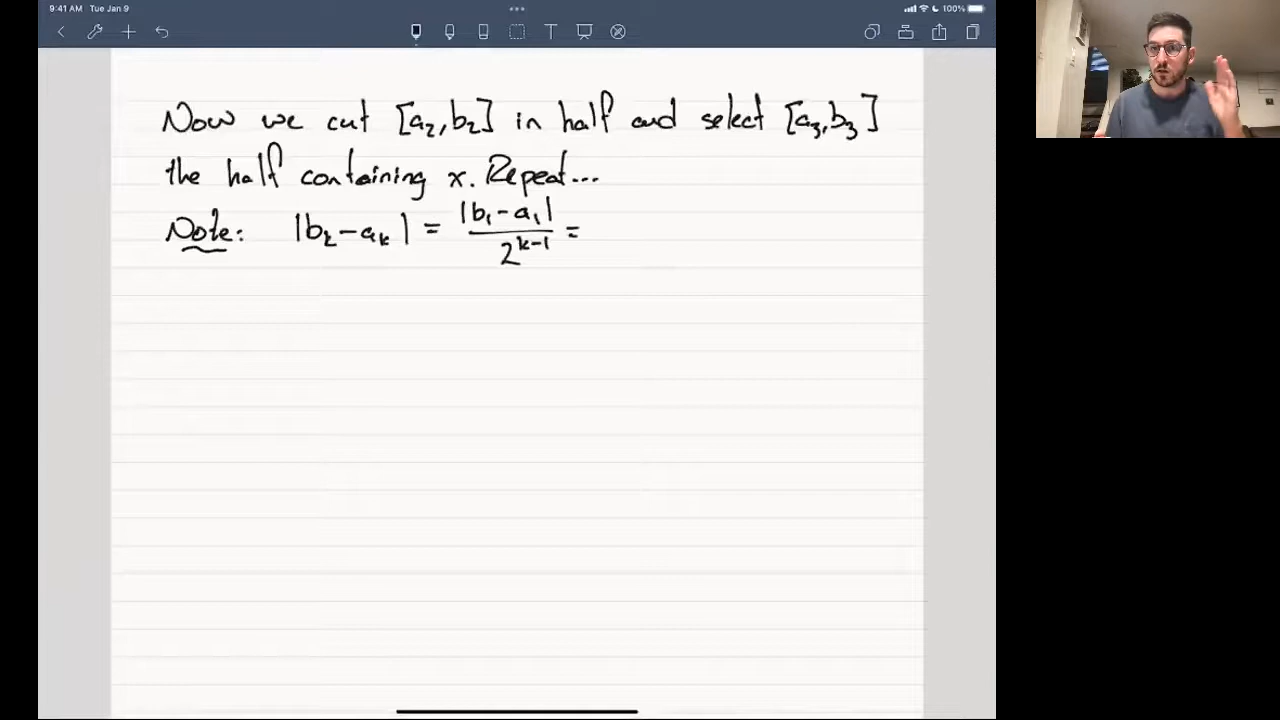 9:41 AM Tue Jan 9
100%
T
Now we cut [a₂,b₂] in half and select [a₃,b₃]
the half containing x. Repeat...
Note: |bₖ-aₖ| = |b₁-a₁| / 2^(k-1) =